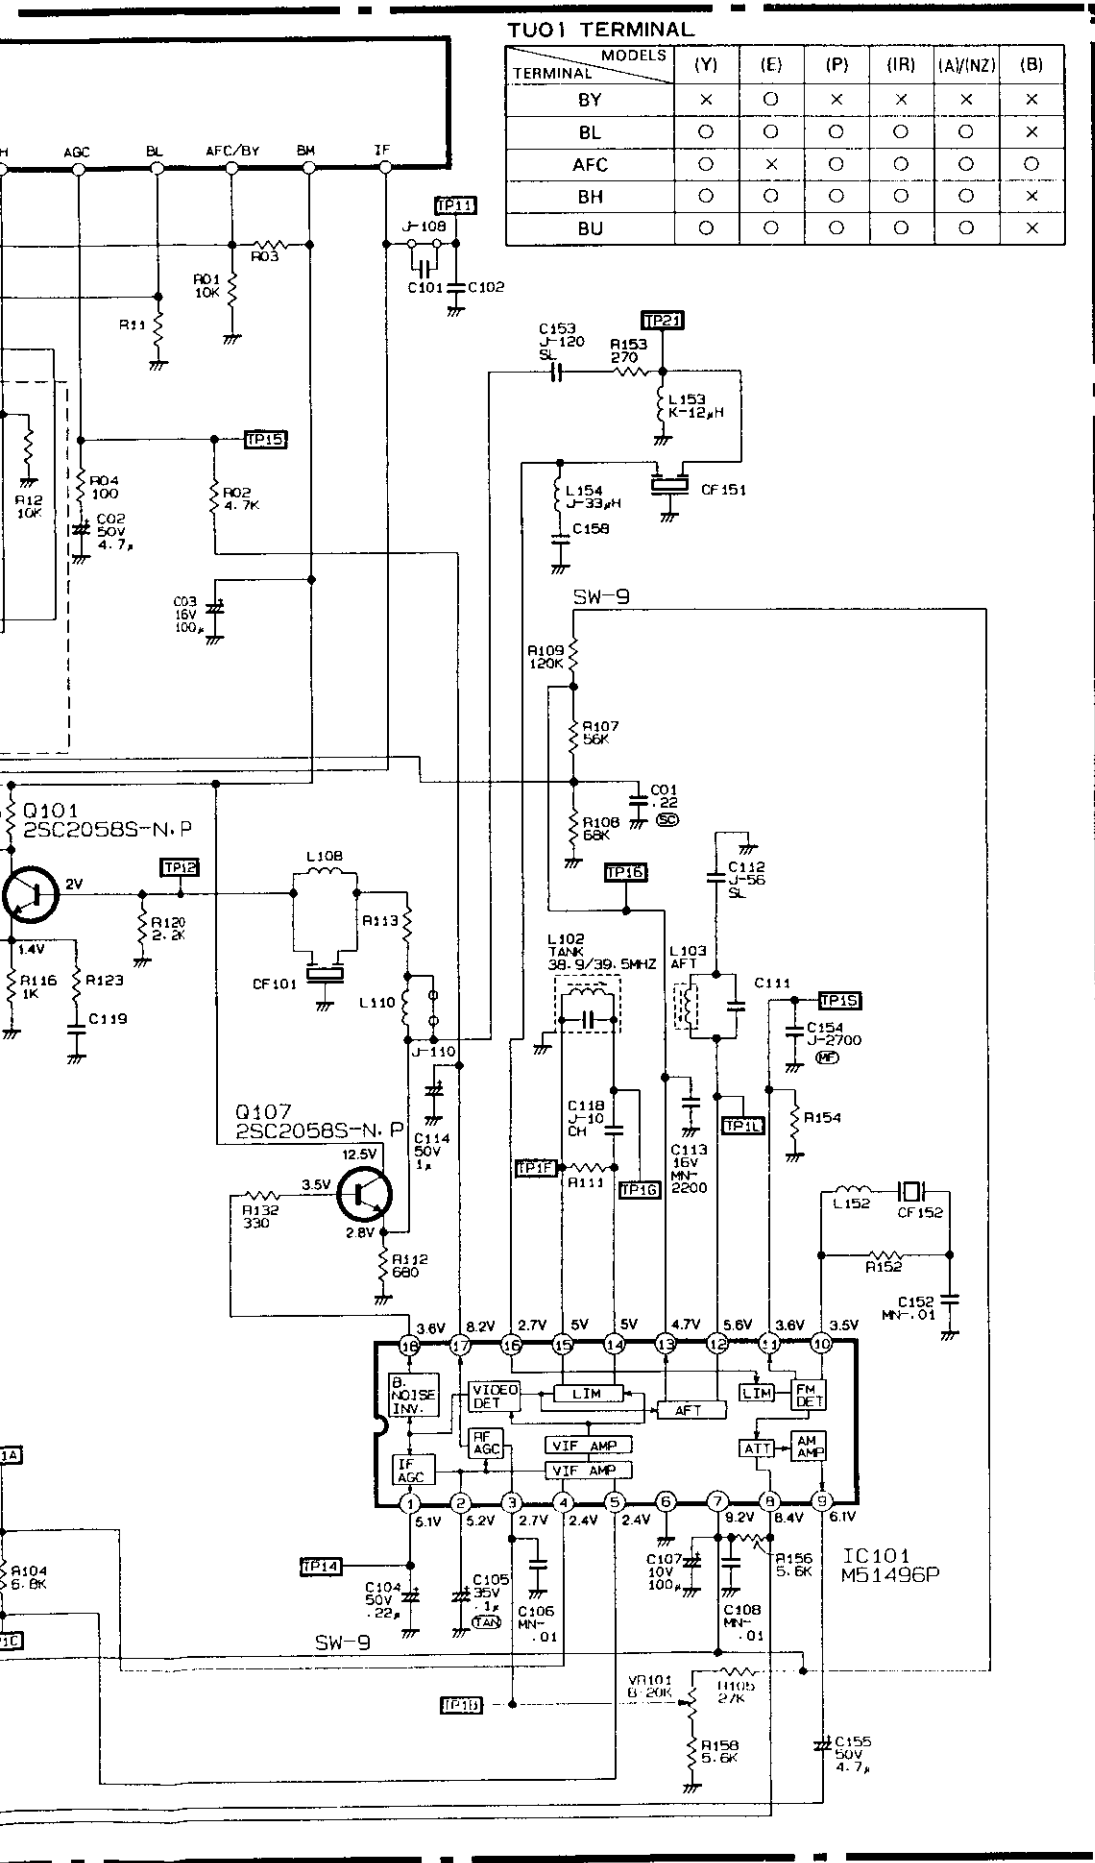 TU01 TERMINAL
MODELS
TERMINAL
(Y) (E) (P) (IR) (A)/(NZ) (B)
BY × ○ × × × ×
BL ○ ○ ○ ○ ○ ×
AFC ○ × ○ ○ ○ ○
BH ○ ○ ○ ○ ○ ×
BU ○ ○ ○ ○ ○ ×
H AGC BL AFC/BY BM IF
TP11
J-108
C101 C102
R03
R01
10K
R11
C153
J-120
SL
R153
270
TP21
L153
K-12μH
CF151
L154
J-33μH
C158
TP15
R12
10K
R04
100
C02
50V
4.7μ
R02
4.7K
C03
16V
100μ
SW-9
R109
120K
R107
56K
R108
68K
C01
.22
SC
Q101
2SC2058S-N.P
2V
1.4V
TP12
L108
R120
2.2K
R113
CF101
R116
1K
R123
C119
L110
J-110
TP16
C112
J-56
SL
L102
TANK
38.9/39.5MHZ
L103
AFT
C111
TP1S
C154
J-2700
MF
R154
TP1L
C118
J-10
CH
C113
16V
MN-
2200
TP1F
R111
TP1G
Q107
2SC2058S-N.P
12.5V
3.5V
2.8V
R132
330
R112
680
C114
50V
1μ
L152
CF152
R152
C152
MN-.01
3.6V 8.2V 2.7V 5V 5V 4.7V 5.6V 3.6V 3.5V
18 17 16 15 14 13 12 11 10
B.
NOISE
INV.
VIDEO
DET
LIM
AFT
LIM
FM
DET
RF
AGC
VIF AMP
VIF AMP
IF
AGC
ATT
AM
AMP
1 2 3 4 5 6 7 8 9
5.1V 5.2V 2.7V 2.4V 2.4V 9.2V 8.4V 6.1V
IC101
M51496P
TP14
C104
50V
.22μ
C105
35V
.1μ
TAN
C106
MN-
.01
C107
10V
100μ
C108
MN-
.01
R156
5.6K
1A
R104
6.8K
SW-9
VR101
B-20K
R105
27K
R158
5.6K
C155
50V
4.7μ